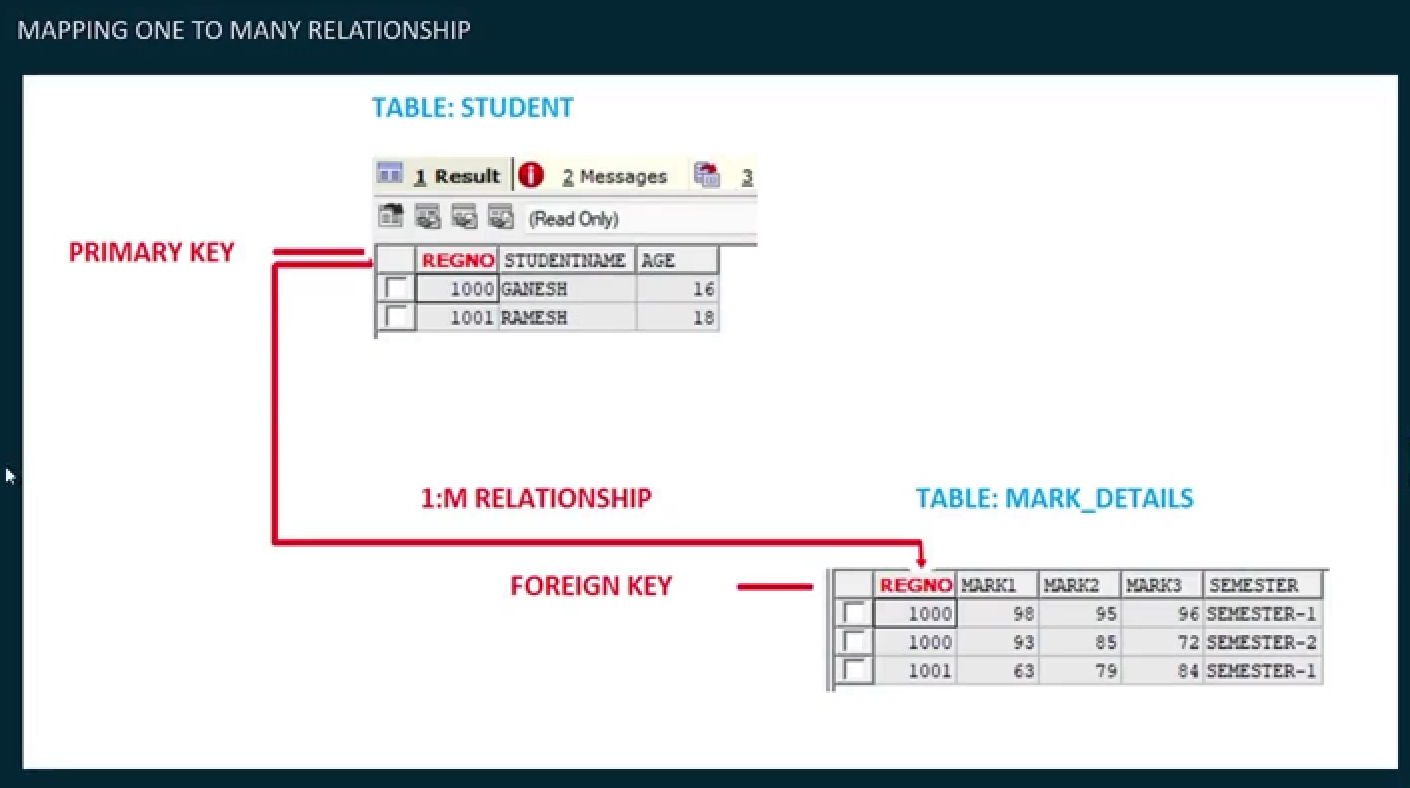 MAPPING ONE TO MANY RELATIONSHIP
TABLE: STUDENT
1 Result 2 Messages 3
(Read Only)
PRIMARY KEY
REGNO STUDENTNAME AGE
1000 GANESH 16
1001 RAMESH 18
1:M RELATIONSHIP
TABLE: MARK_DETAILS
FOREIGN KEY
REGNO MARK1 MARK2 MARK3 SEMESTER
1000 98 95 96 SEMESTER-1
1000 93 85 72 SEMESTER-2
1001 63 79 84 SEMESTER-1